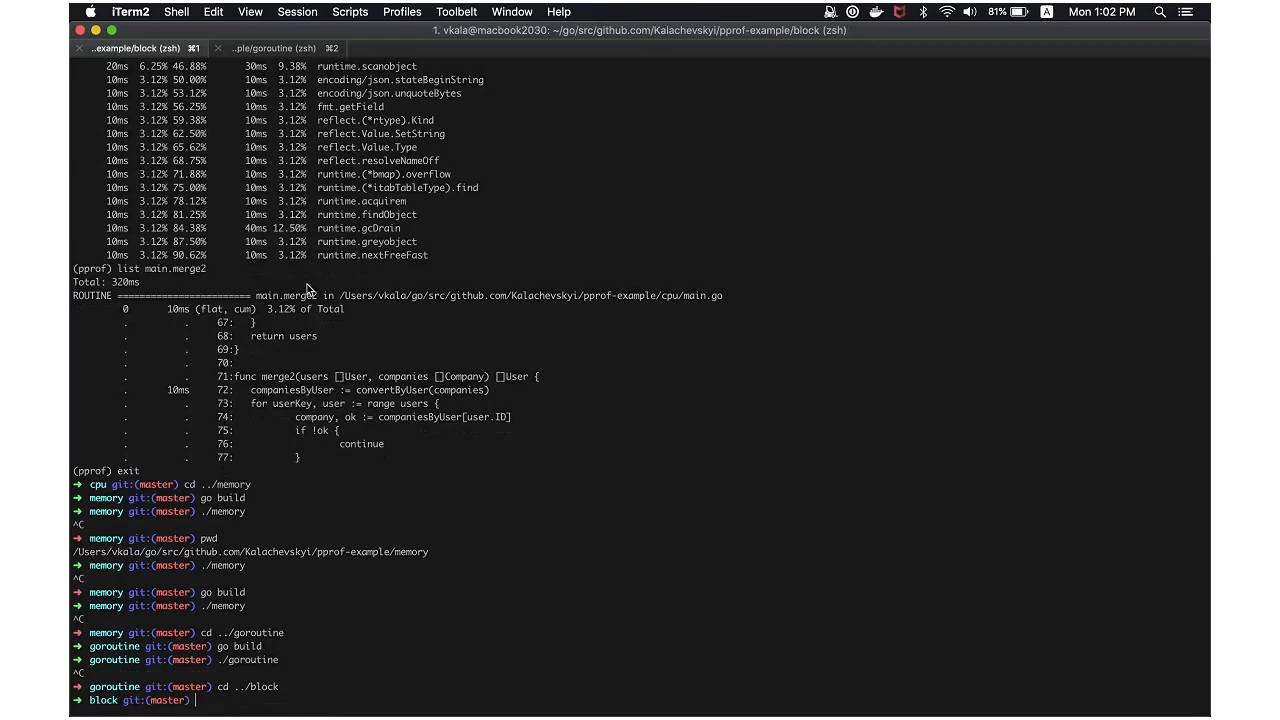 iTerm2 Shell Edit View Session Scripts Profiles Toolbelt Window Help 81% A Mon 1:02 PM
1. vkala@macbook2030: ~/go/src/github.com/Kalachevskyi/pprof-example/block (zsh)
..example/block (zsh) ⌘1 ..ple/goroutine (zsh) ⌘2
20ms 6.25% 46.88% 30ms 9.38% runtime.scanobject
10ms 3.12% 50.00% 10ms 3.12% encoding/json.stateBeginString
10ms 3.12% 53.12% 10ms 3.12% encoding/json.unquoteBytes
10ms 3.12% 56.25% 10ms 3.12% fmt.getField
10ms 3.12% 59.38% 10ms 3.12% reflect.(*rtype).Kind
10ms 3.12% 62.50% 10ms 3.12% reflect.Value.SetString
10ms 3.12% 65.62% 10ms 3.12% reflect.Value.Type
10ms 3.12% 68.75% 10ms 3.12% reflect.resolveNameOff
10ms 3.12% 71.88% 10ms 3.12% runtime.(*bmap).overflow
10ms 3.12% 75.00% 10ms 3.12% runtime.(*itabTableType).find
10ms 3.12% 78.12% 10ms 3.12% runtime.acquirem
10ms 3.12% 81.25% 10ms 3.12% runtime.findObject
10ms 3.12% 84.38% 40ms 12.50% runtime.gcDrain
10ms 3.12% 87.50% 10ms 3.12% runtime.greyobject
10ms 3.12% 90.62% 10ms 3.12% runtime.nextFreeFast
(pprof) list main.merge2
Total: 320ms
ROUTINE ======================== main.merge2 in /Users/vkala/go/src/github.com/Kalachevskyi/pprof-example/cpu/main.go
0 10ms (flat, cum) 3.12% of Total
. . 67: }
. . 68: return users
. . 69:}
. . 70:
. . 71:func merge2(users []User, companies []Company) []User {
. 10ms 72: companiesByUser := convertByUser(companies)
. . 73: for userKey, user := range users {
. . 74: company, ok := companiesByUser[user.ID]
. . 75: if !ok {
. . 76: continue
. . 77: }
(pprof) exit
➜ cpu git:(master) cd ../memory
➜ memory git:(master) go build
➜ memory git:(master) ./memory
^C
➜ memory git:(master) pwd
/Users/vkala/go/src/github.com/Kalachevskyi/pprof-example/memory
➜ memory git:(master) ./memory
^C
➜ memory git:(master) go build
➜ memory git:(master) ./memory
^C
➜ memory git:(master) cd ../goroutine
➜ goroutine git:(master) go build
➜ goroutine git:(master) ./goroutine
^C
➜ goroutine git:(master) cd ../block
➜ block git:(master)